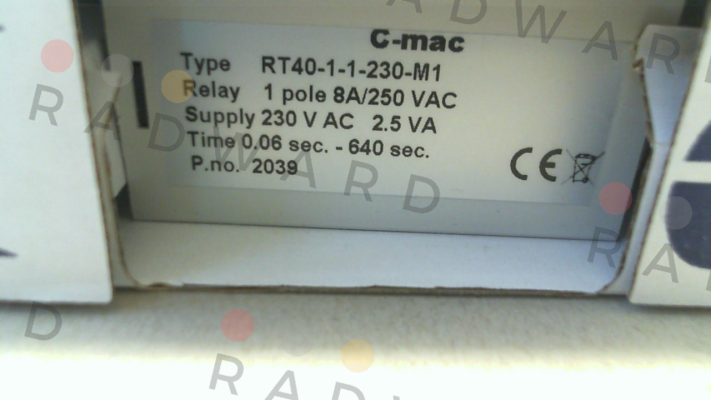 C-mac
Type RT40-1-1-230-M1
Relay 1 pole 8A/250 VAC
Supply 230 V AC 2.5 VA
Time 0.06 sec. - 640 sec.
P.no. 2039
CE
RADWARD
RADWARD
RADWARD
RADWARD